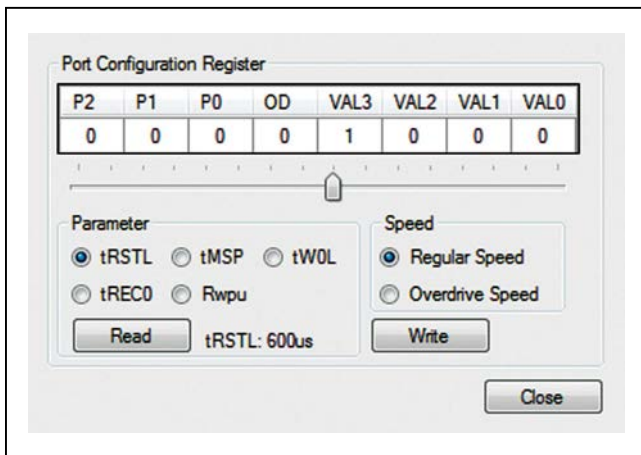 Port Configuration Register
P2 P1 P0 OD VAL3 VAL2 VAL1 VAL0
0 0 0 0 1 0 0 0
Parameter
tRSTL tMSP tW0L
tREC0 Rwpu
Read tRSTL: 600us
Speed
Regular Speed
Overdrive Speed
Write
Close